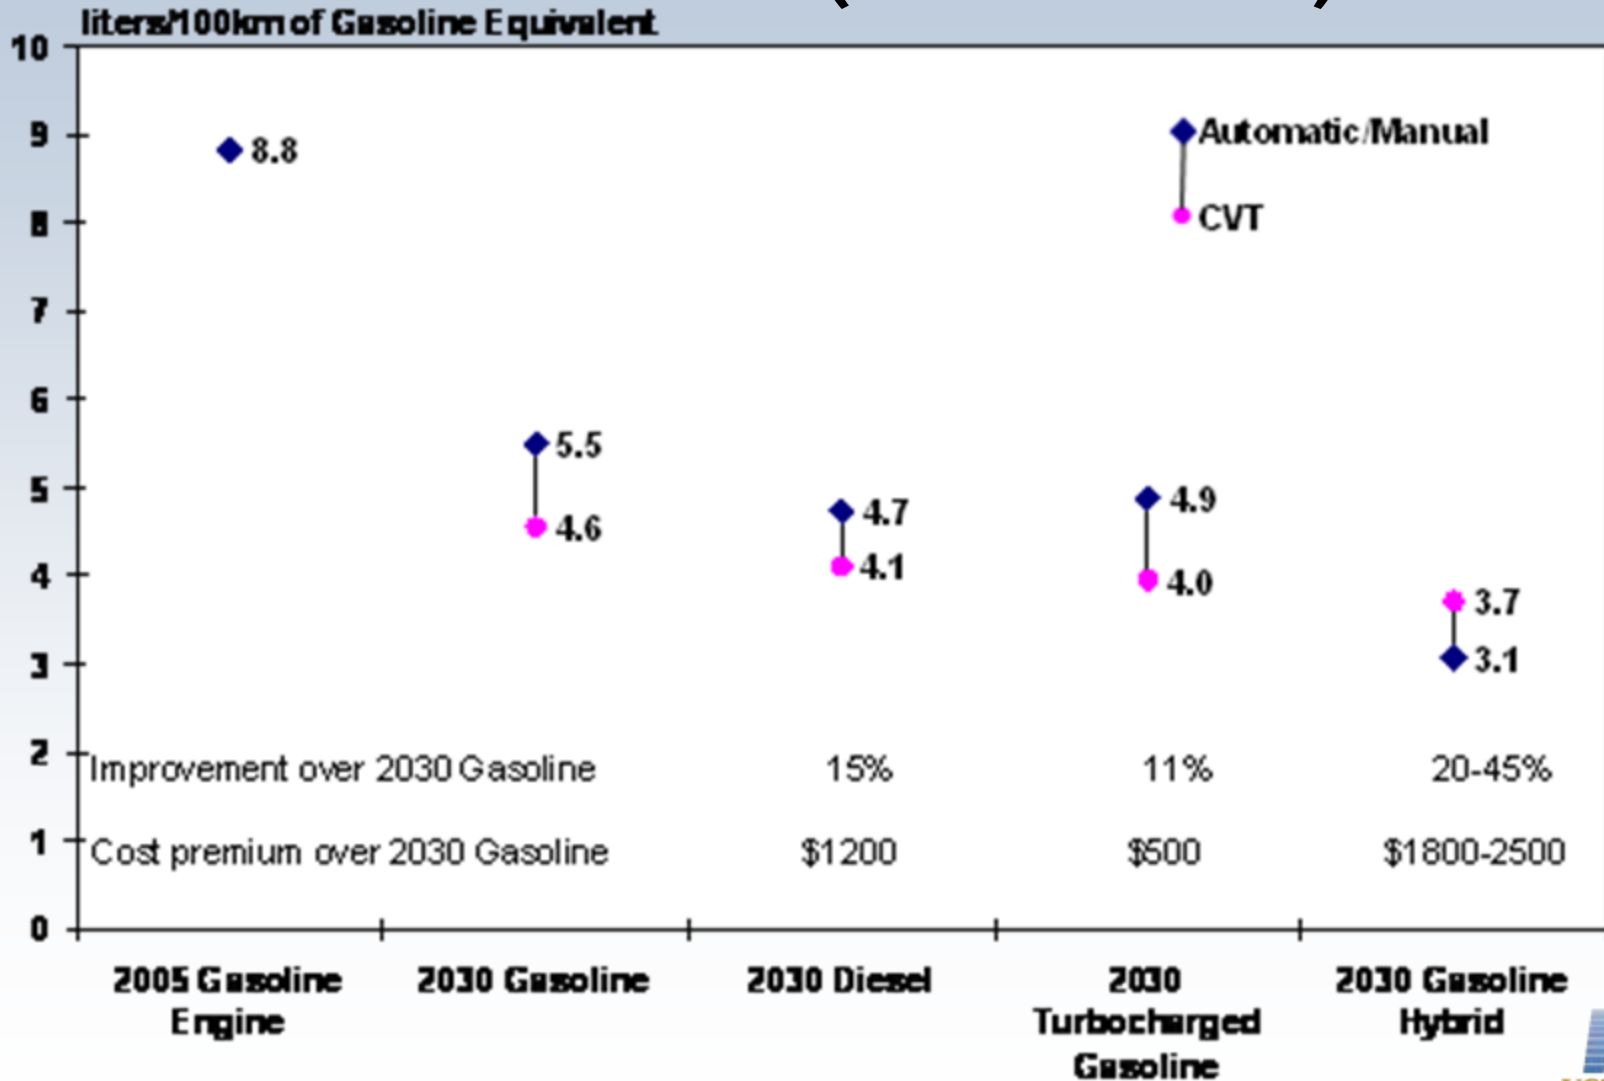 liters/100km of Gasoline Equivalent
10
9
8
7
6
5
4
3
2
1
0
8.8
Automatic/Manual
CVT
5.5
4.6
4.7
4.1
4.9
4.0
3.7
3.1
Improvement over 2030 Gasoline 15% 11% 20-45%
Cost premium over 2030 Gasoline $1200 $500 $1800-2500
2005 Gasoline
Engine
2030 Gasoline
2030 Diesel
2030
Turbocharged
Gasoline
2030 Gasoline
Hybrid